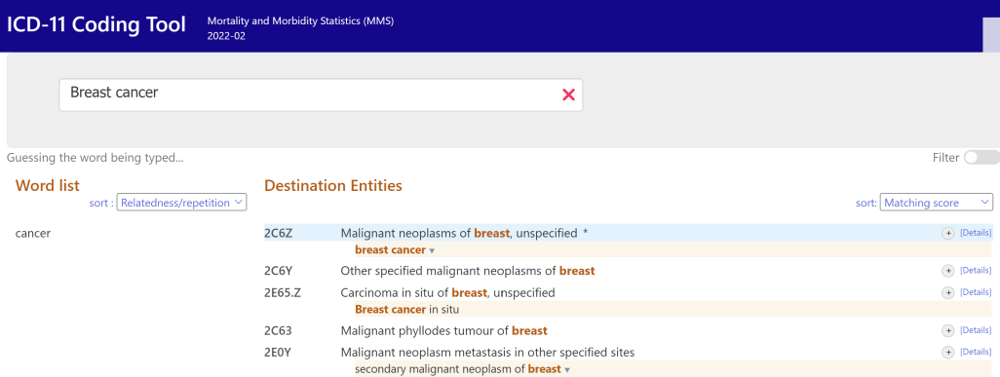 ICD-11 Coding Tool
Mortality and Morbidity Statistics (MMS)
2022-02
Breast cancer
Guessing the word being typed...
Filter
Word list
sort : Relatedness/repetition
cancer
Destination Entities
sort: Matching score
2C6Z Malignant neoplasms of breast, unspecified * [Details]
breast cancer
2C6Y Other specified malignant neoplasms of breast [Details]
2E65.Z Carcinoma in situ of breast, unspecified [Details]
Breast cancer in situ
2C63 Malignant phyllodes tumour of breast [Details]
2E0Y Malignant neoplasm metastasis in other specified sites [Details]
secondary malignant neoplasm of breast